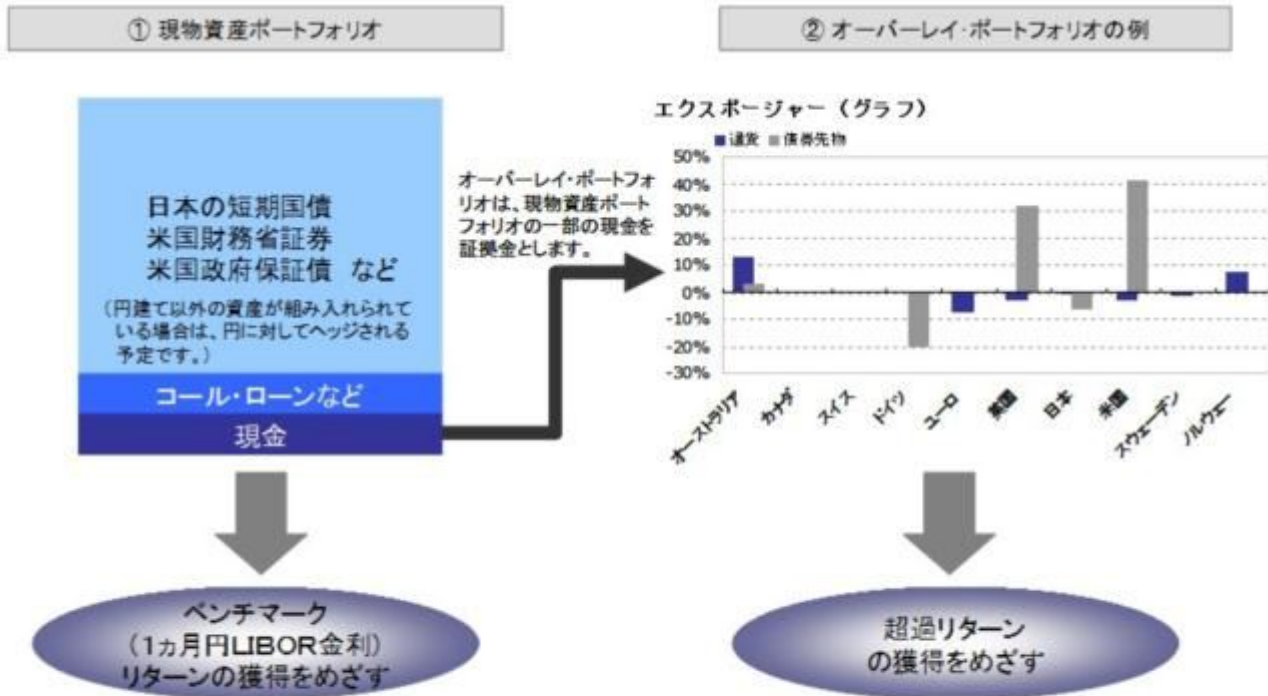 ① 現物資産ポートフォリオ
日本の短期国債
米国財務省証券
米国政府保証債 など
(円建て以外の資産が組み入れられて
いる場合は、円に対してヘッジされる
予定です。)
コール・ローンなど
現金
オーバーレイ・ポートフォ
リオは、現物資産ポート
フォリオの一部の現金を
証拠金とします。
ベンチマーク
(1ヵ月円LIBOR金利)
リターンの獲得をめざす
② オーバーレイ・ポートフォリオの例
エクスポージャー (グラフ)
■通貨 ■債券先物
50%
40%
30%
20%
10%
0%
-10%
-20%
-30%
オーストラリア
カナダ
スイス
ドイツ
ユーロ
英国
日本
米国
スウェーデン
ノルウェー
超過リターン
の獲得をめざす